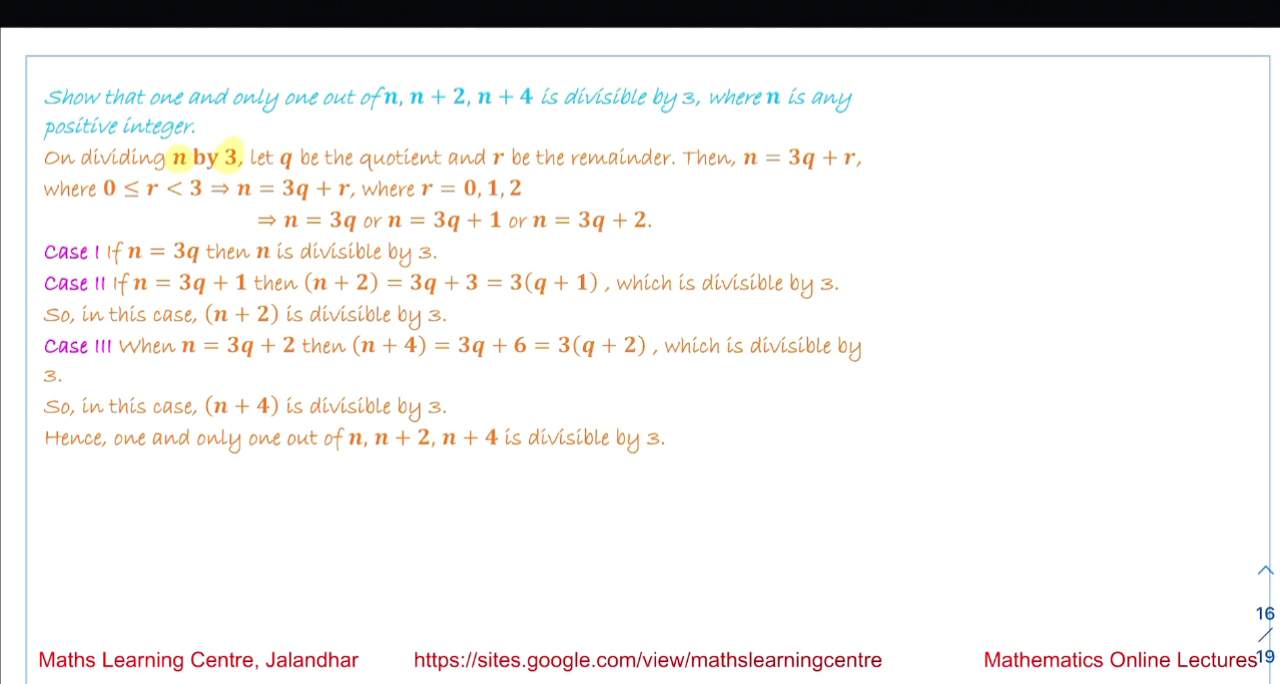 Show that one and only one out of n, n + 2, n + 4 is divisible by 3, where n is any
positive integer.
On dividing n by 3, let q be the quotient and r be the remainder. Then, n = 3q + r,
where 0 ≤ r < 3 ⇒ n = 3q + r, where r = 0, 1, 2
⇒ n = 3q or n = 3q + 1 or n = 3q + 2.
Case I If n = 3q then n is divisible by 3.
Case II If n = 3q + 1 then (n + 2) = 3q + 3 = 3(q + 1) , which is divisible by 3.
So, in this case, (n + 2) is divisible by 3.
Case III When n = 3q + 2 then (n + 4) = 3q + 6 = 3(q + 2) , which is divisible by
3.
So, in this case, (n + 4) is divisible by 3.
Hence, one and only one out of n, n + 2, n + 4 is divisible by 3.
16
/
19
Maths Learning Centre, Jalandhar https://sites.google.com/view/mathslearningcentre Mathematics Online Lectures